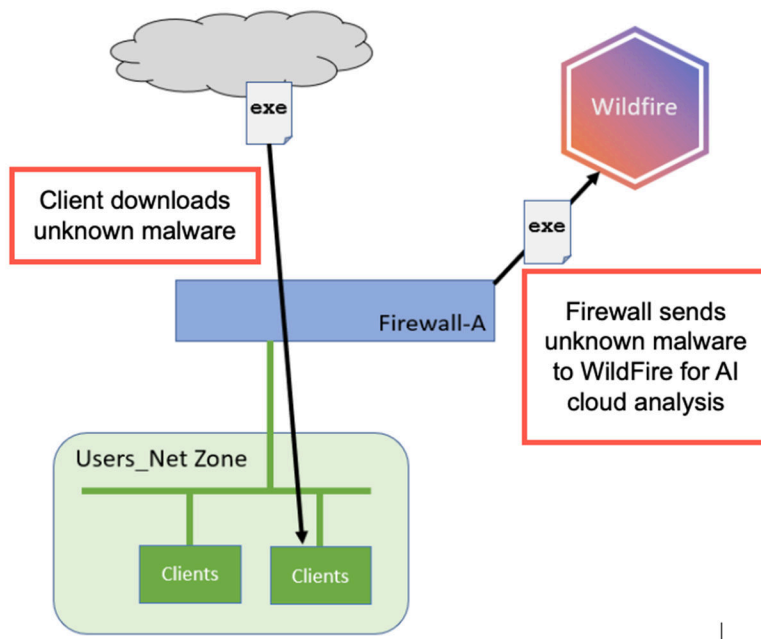 exe
Wildfire
Client downloads
unknown malware
exe
Firewall-A
Firewall sends
unknown malware
to WildFire for AI
cloud analysis
Users_Net Zone
Clients
Clients